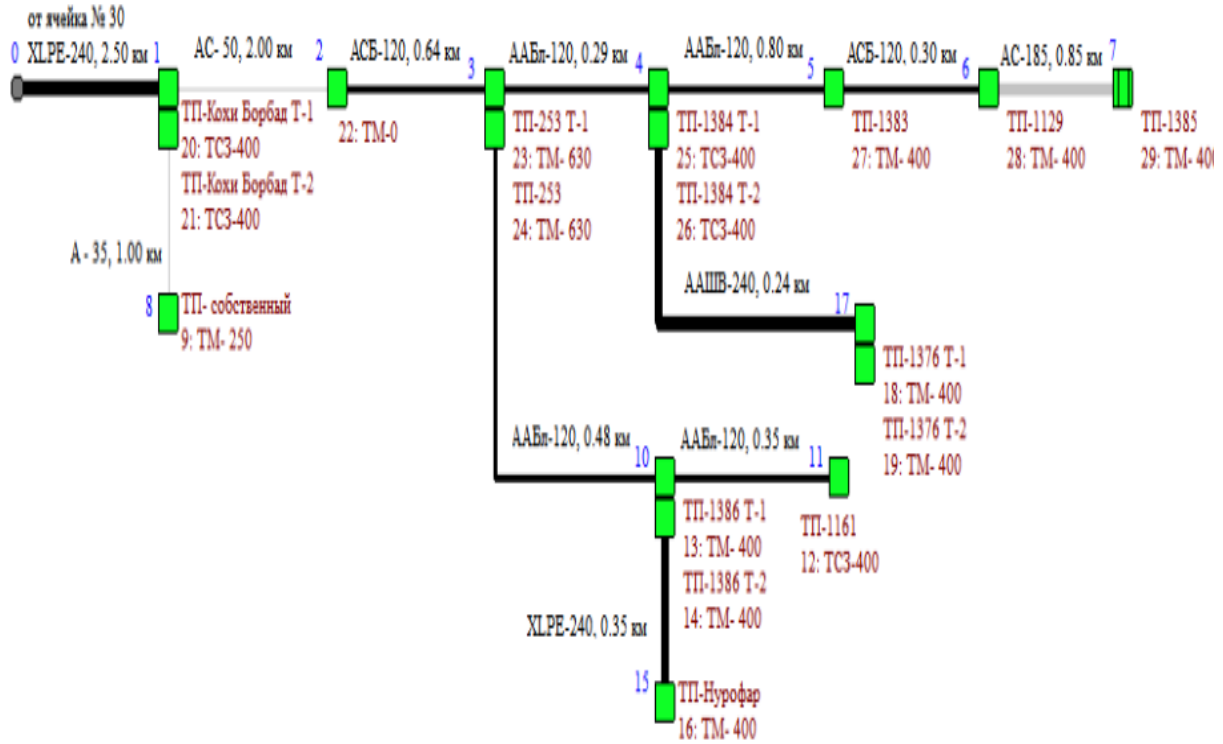 от ячейка № 30
0 XLPE-240, 2.50 км 1 АС- 50, 2.00 км 2 АСБ-120, 0.64 км 3 ААБл-120, 0.29 км 4 ААБл-120, 0.80 км 5 АСБ-120, 0.30 км 6 АС-185, 0.85 км 7
ТП-Кохи Борбад Т-1
20: ТСЗ-400
ТП-Кохи Борбад Т-2
21: ТСЗ-400
22: ТМ-0
ТП-253 Т-1
23: ТМ- 630
ТП-253
24: ТМ- 630
ТП-1384 Т-1
25: ТСЗ-400
ТП-1384 Т-2
26: ТСЗ-400
ТП-1383
27: ТМ- 400
ТП-1129
28: ТМ- 400
ТП-1385
29: ТМ- 400
А - 35, 1.00 км
8 ТП- собственный
9: ТМ- 250
ААШВ-240, 0.24 км
17
ТП-1376 Т-1
18: ТМ- 400
ТП-1376 Т-2
19: ТМ- 400
ААБл-120, 0.48 км
10
ААБл-120, 0.35 км
11
ТП-1386 Т-1
13: ТМ- 400
ТП-1386 Т-2
14: ТМ- 400
ТП-1161
12: ТСЗ-400
XLPE-240, 0.35 км
15 ТП-Нурофар
16: ТМ- 400